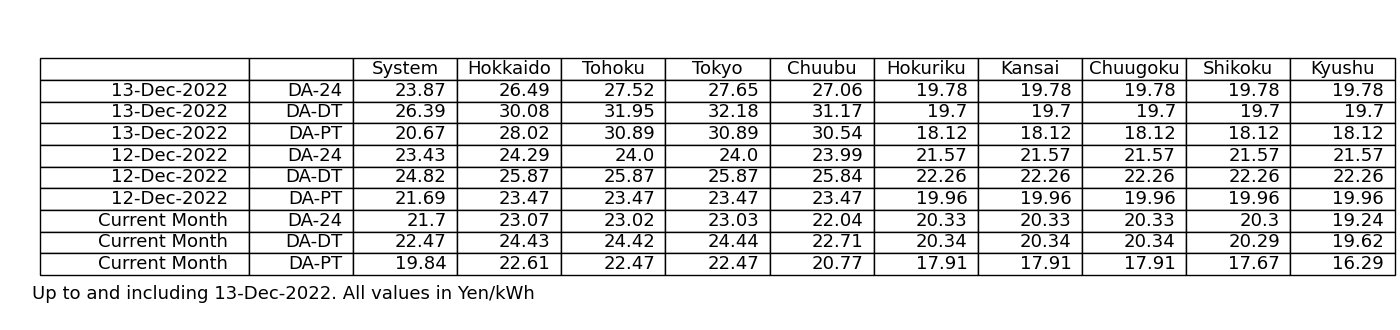 System Hokkaido Tohoku Tokyo Chuubu Hokuriku Kansai Chuugoku Shikoku Kyushu
13-Dec-2022 DA-24 23.87 26.49 27.52 27.65 27.06 19.78 19.78 19.78 19.78 19.78
13-Dec-2022 DA-DT 26.39 30.08 31.95 32.18 31.17 19.7 19.7 19.7 19.7 19.7
13-Dec-2022 DA-PT 20.67 28.02 30.89 30.89 30.54 18.12 18.12 18.12 18.12 18.12
12-Dec-2022 DA-24 23.43 24.29 24.0 24.0 23.99 21.57 21.57 21.57 21.57 21.57
12-Dec-2022 DA-DT 24.82 25.87 25.87 25.87 25.84 22.26 22.26 22.26 22.26 22.26
12-Dec-2022 DA-PT 21.69 23.47 23.47 23.47 23.47 19.96 19.96 19.96 19.96 19.96
Current Month DA-24 21.7 23.07 23.02 23.03 22.04 20.33 20.33 20.33 20.3 19.24
Current Month DA-DT 22.47 24.43 24.42 24.44 22.71 20.34 20.34 20.34 20.29 19.62
Current Month DA-PT 19.84 22.61 22.47 22.47 20.77 17.91 17.91 17.91 17.67 16.29
Up to and including 13-Dec-2022. All values in Yen/kWh